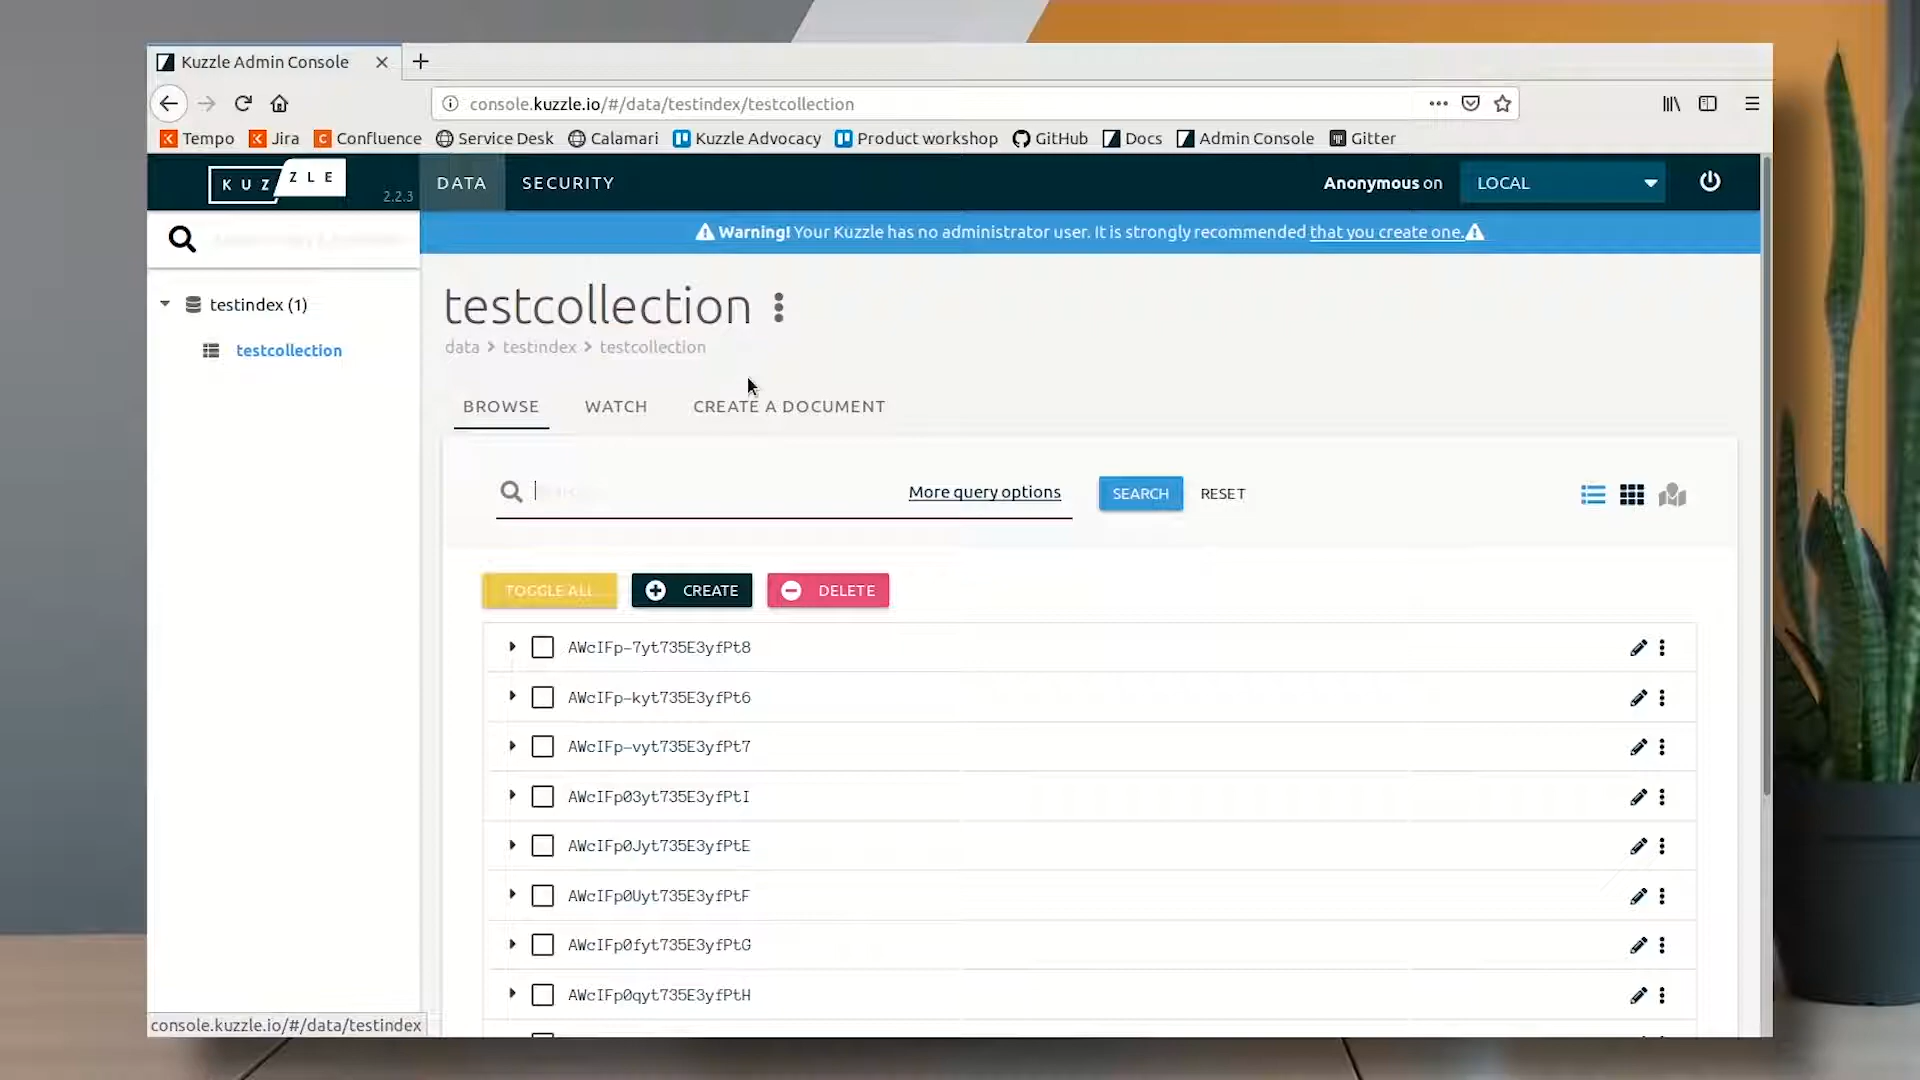 Kuzzle Admin Console
console.kuzzle.io/#/data/testindex/testcollection
Tempo Jira Confluence Service Desk Calamari Kuzzle Advocacy Product workshop GitHub Docs Admin Console Gitter
KUZZLE 2.2.3 DATA SECURITY Anonymous on LOCAL
Warning! Your Kuzzle has no administrator user. It is strongly recommended that you create one.
testindex (1)
testcollection
testcollection
data > testindex > testcollection
BROWSE WATCH CREATE A DOCUMENT
More query options SEARCH RESET
TOGGLE ALL CREATE DELETE
AWcIFp-7yt735E3yfPt8
AWcIFp-kyt735E3yfPt6
AWcIFp-vyt735E3yfPt7
AWcIFp03yt735E3yfPtI
AWcIFp0Jyt735E3yfPtE
AWcIFp0Uyt735E3yfPtF
AWcIFp0fyt735E3yfPtG
AWcIFp0qyt735E3yfPtH
console.kuzzle.io/#/data/testindex